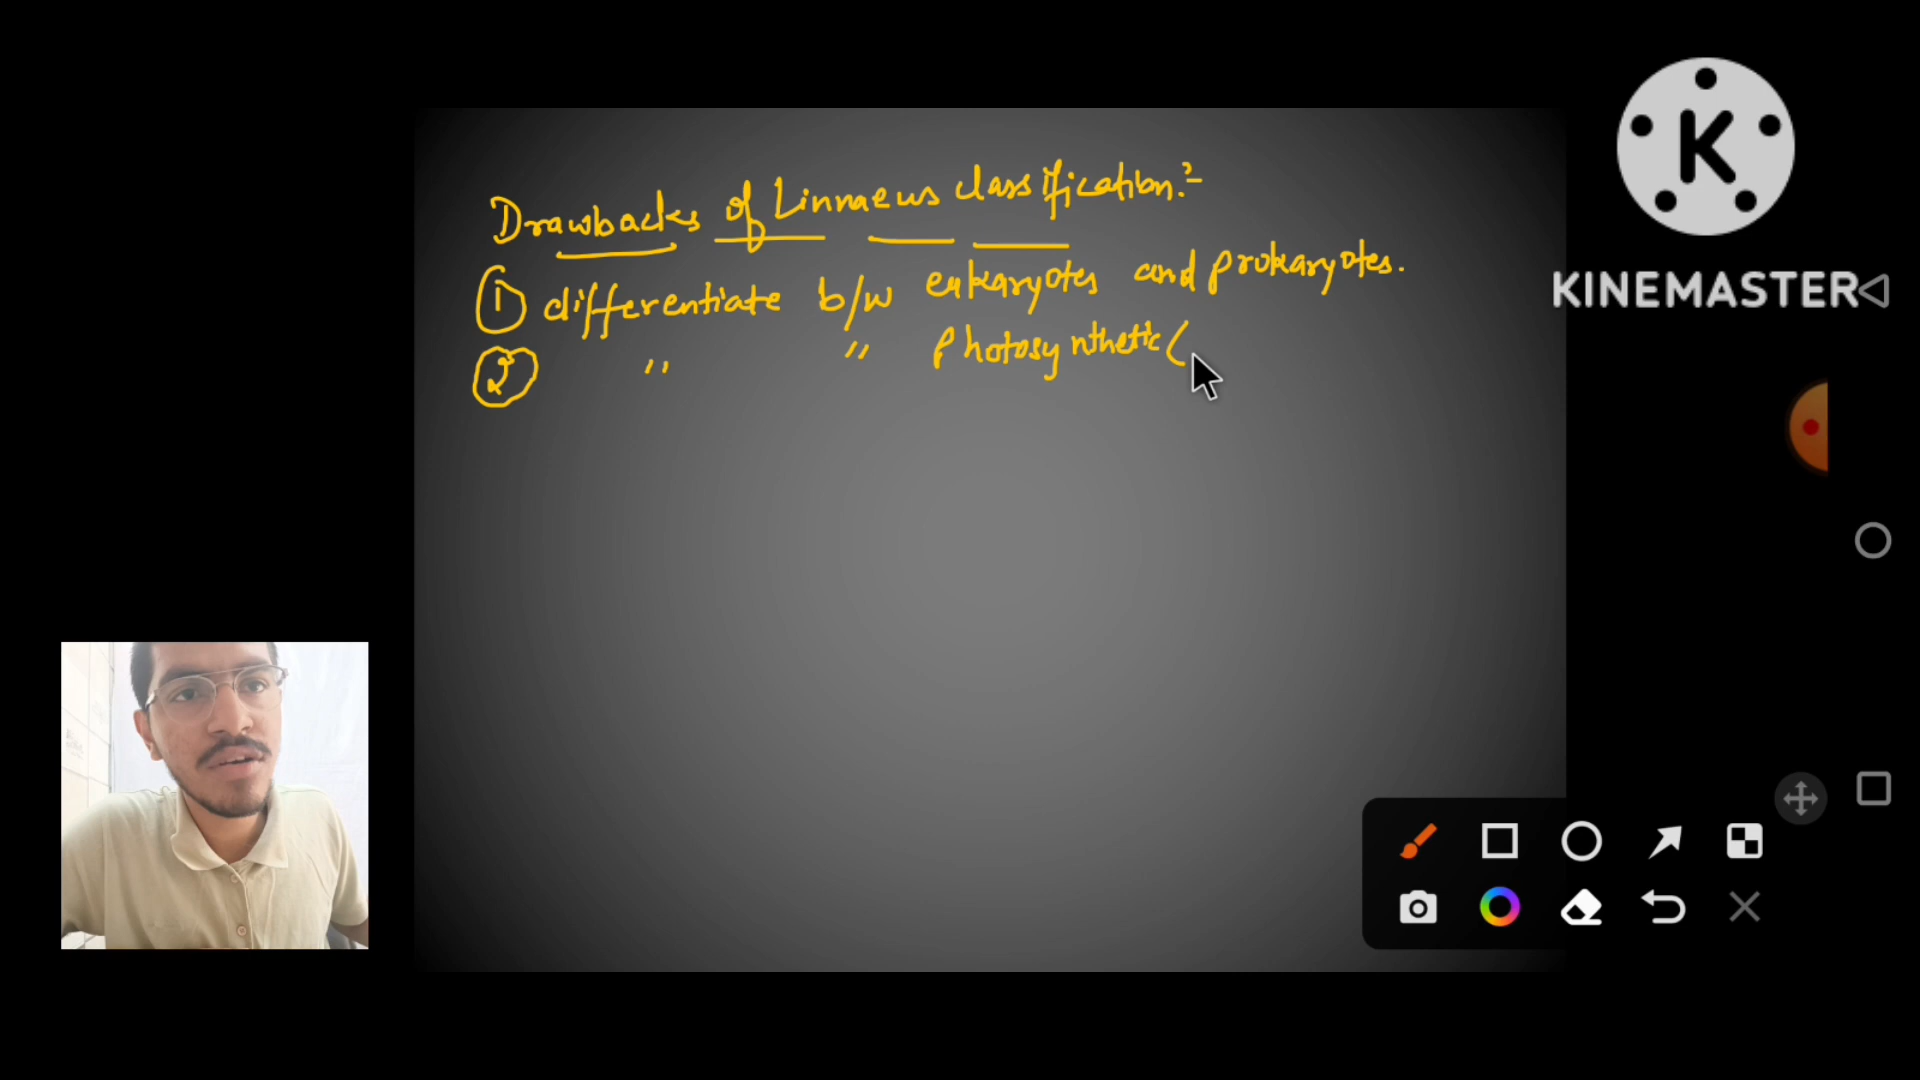 Drawbacks of Linnaeus classification.?
① differentiate b/w eukaryotes and prokaryotes.
② " " Photosynthetic (
K
KINEMASTER